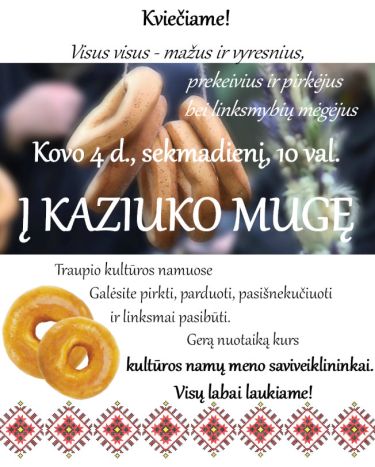 Kviečiame!
Visus visus - mažus ir vyresnius,
prekeivius ir pirkėjus
bei linksmybių mėgėjus
Kovo 4 d., sekmadienį, 10 val.
Į KAZIUKO MUGĘ
Traupio kultūros namuose
Galėsite pirkti, parduoti, pasišnekučiuoti
ir linksmai pasibūti.
Gerą nuotaiką kurs
kultūros namų meno saviveiklininkai.
Visų labai laukiame!